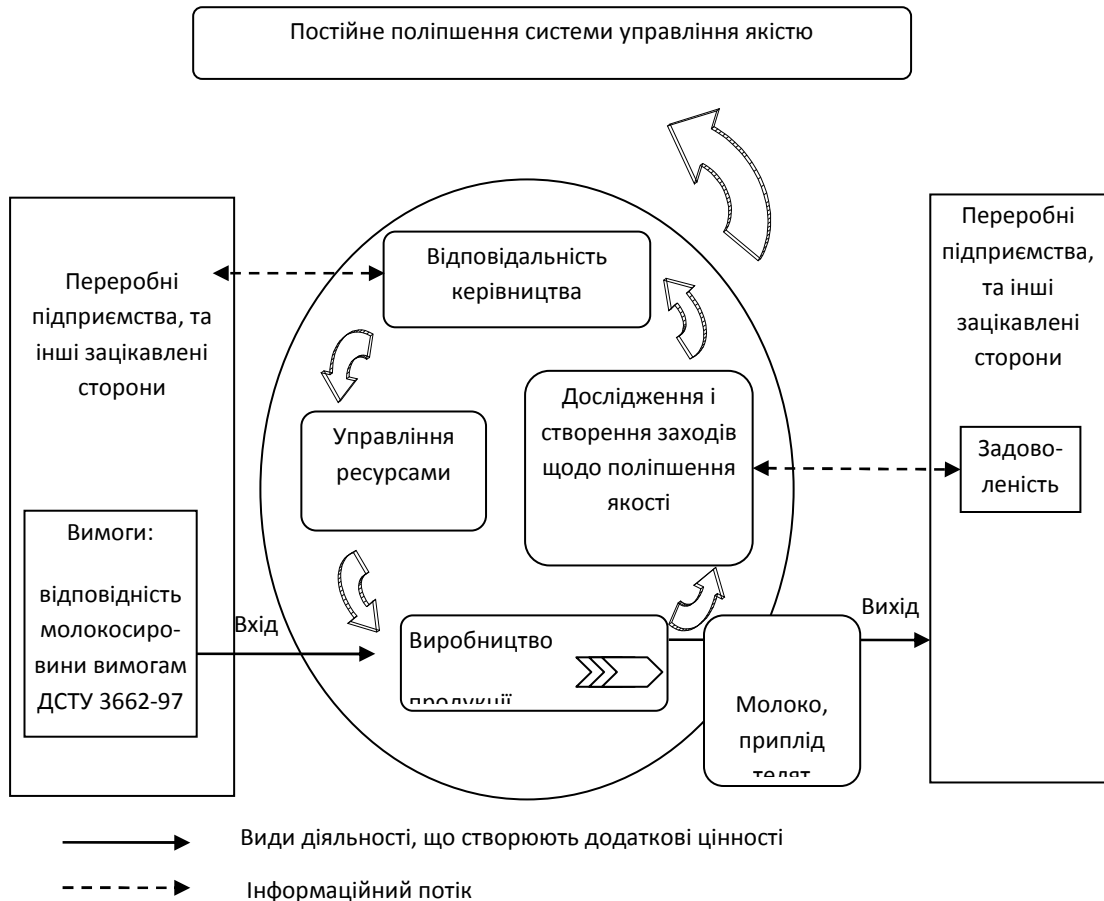 Постійне поліпшення системи управління якістю
Переробні
підприємства, та
інші зацікавлені
сторони
Вимоги:
відповідність
молокосиро-
вини вимогам
ДСТУ 3662-97
Вхід
Відповідальність
керівництва
Управління
ресурсами
Дослідження і
створення заходів
щодо поліпшення
якості
Виробництво
продукції
Молоко,
приплід
телят
Вихід
Переробні
підприємства,
та інші
зацікавлені
сторони
Задово-
леність
Види діяльності, що створюють додаткові цінності
Інформаційний потік